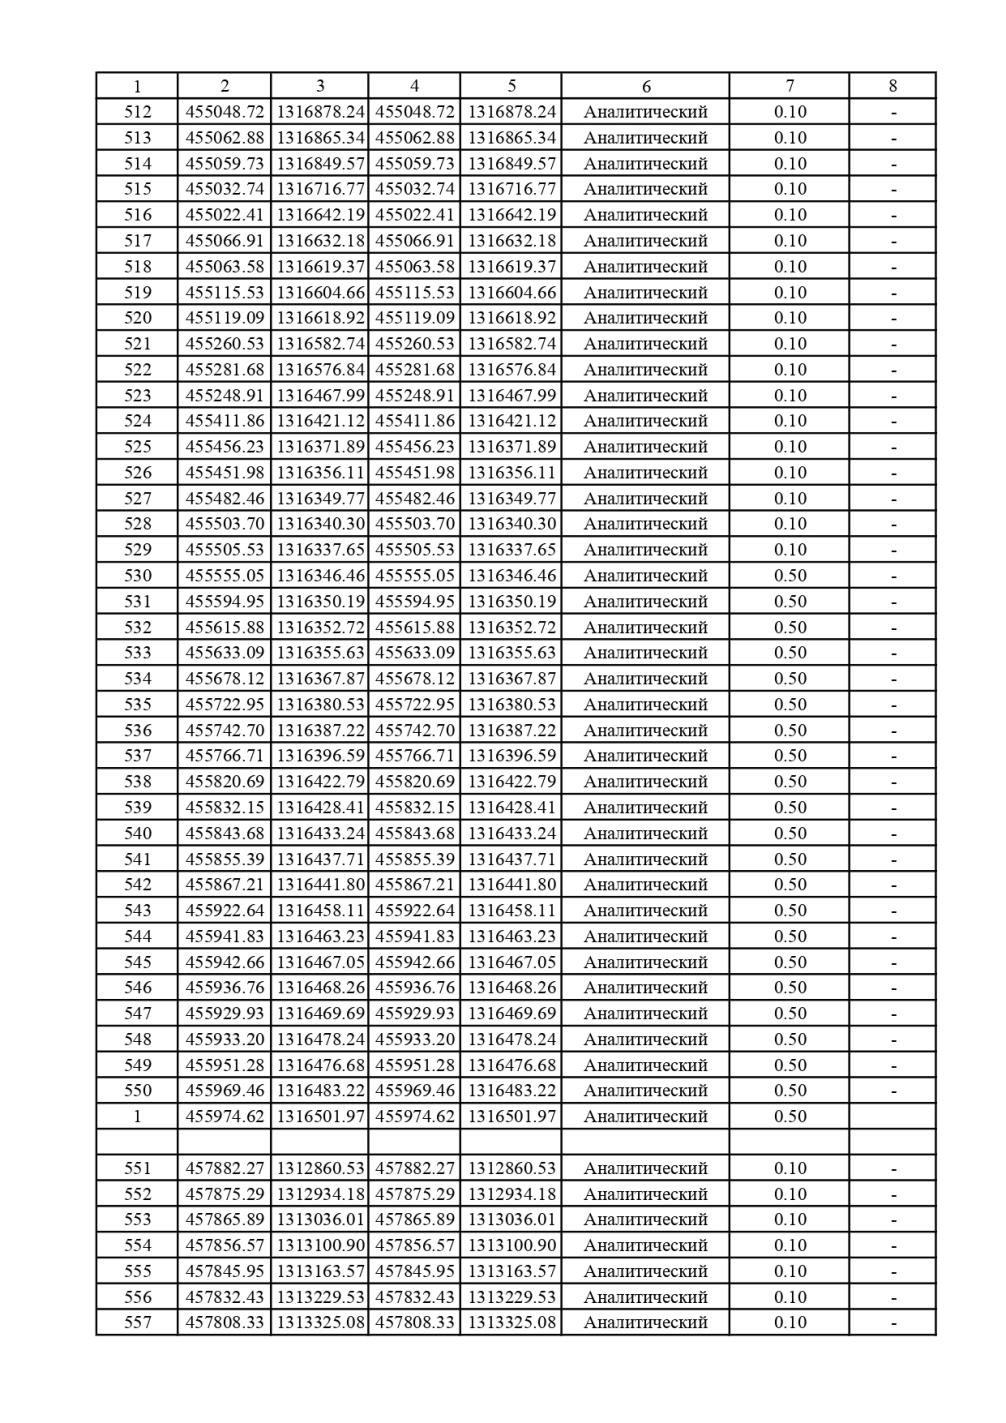 1 2 3 4 5 6 7 8
512 455048.72 1316878.24 455048.72 1316878.24 Аналитический 0.10 -
513 455062.88 1316865.34 455062.88 1316865.34 Аналитический 0.10 -
514 455059.73 1316849.57 455059.73 1316849.57 Аналитический 0.10 -
515 455032.74 1316716.77 455032.74 1316716.77 Аналитический 0.10 -
516 455022.41 1316642.19 455022.41 1316642.19 Аналитический 0.10 -
517 455066.91 1316632.18 455066.91 1316632.18 Аналитический 0.10 -
518 455063.58 1316619.37 455063.58 1316619.37 Аналитический 0.10 -
519 455115.53 1316604.66 455115.53 1316604.66 Аналитический 0.10 -
520 455119.09 1316618.92 455119.09 1316618.92 Аналитический 0.10 -
521 455260.53 1316582.74 455260.53 1316582.74 Аналитический 0.10 -
522 455281.68 1316576.84 455281.68 1316576.84 Аналитический 0.10 -
523 455248.91 1316467.99 455248.91 1316467.99 Аналитический 0.10 -
524 455411.86 1316421.12 455411.86 1316421.12 Аналитический 0.10 -
525 455456.23 1316371.89 455456.23 1316371.89 Аналитический 0.10 -
526 455451.98 1316356.11 455451.98 1316356.11 Аналитический 0.10 -
527 455482.46 1316349.77 455482.46 1316349.77 Аналитический 0.10 -
528 455503.70 1316340.30 455503.70 1316340.30 Аналитический 0.10 -
529 455505.53 1316337.65 455505.53 1316337.65 Аналитический 0.10 -
530 455555.05 1316346.46 455555.05 1316346.46 Аналитический 0.50 -
531 455594.95 1316350.19 455594.95 1316350.19 Аналитический 0.50 -
532 455615.88 1316352.72 455615.88 1316352.72 Аналитический 0.50 -
533 455633.09 1316355.63 455633.09 1316355.63 Аналитический 0.50 -
534 455678.12 1316367.87 455678.12 1316367.87 Аналитический 0.50 -
535 455722.95 1316380.53 455722.95 1316380.53 Аналитический 0.50 -
536 455742.70 1316387.22 455742.70 1316387.22 Аналитический 0.50 -
537 455766.71 1316396.59 455766.71 1316396.59 Аналитический 0.50 -
538 455820.69 1316422.79 455820.69 1316422.79 Аналитический 0.50 -
539 455832.15 1316428.41 455832.15 1316428.41 Аналитический 0.50 -
540 455843.68 1316433.24 455843.68 1316433.24 Аналитический 0.50 -
541 455855.39 1316437.71 455855.39 1316437.71 Аналитический 0.50 -
542 455867.21 1316441.80 455867.21 1316441.80 Аналитический 0.50 -
543 455922.64 1316458.11 455922.64 1316458.11 Аналитический 0.50 -
544 455941.83 1316463.23 455941.83 1316463.23 Аналитический 0.50 -
545 455942.66 1316467.05 455942.66 1316467.05 Аналитический 0.50 -
546 455936.76 1316468.26 455936.76 1316468.26 Аналитический 0.50 -
547 455929.93 1316469.69 455929.93 1316469.69 Аналитический 0.50 -
548 455933.20 1316478.24 455933.20 1316478.24 Аналитический 0.50 -
549 455951.28 1316476.68 455951.28 1316476.68 Аналитический 0.50 -
550 455969.46 1316483.22 455969.46 1316483.22 Аналитический 0.50 -
1 455974.62 1316501.97 455974.62 1316501.97 Аналитический 0.50
551 457882.27 1312860.53 457882.27 1312860.53 Аналитический 0.10 -
552 457875.29 1312934.18 457875.29 1312934.18 Аналитический 0.10 -
553 457865.89 1313036.01 457865.89 1313036.01 Аналитический 0.10 -
554 457856.57 1313100.90 457856.57 1313100.90 Аналитический 0.10 -
555 457845.95 1313163.57 457845.95 1313163.57 Аналитический 0.10 -
556 457832.43 1313229.53 457832.43 1313229.53 Аналитический 0.10 -
557 457808.33 1313325.08 457808.33 1313325.08 Аналитический 0.10 -